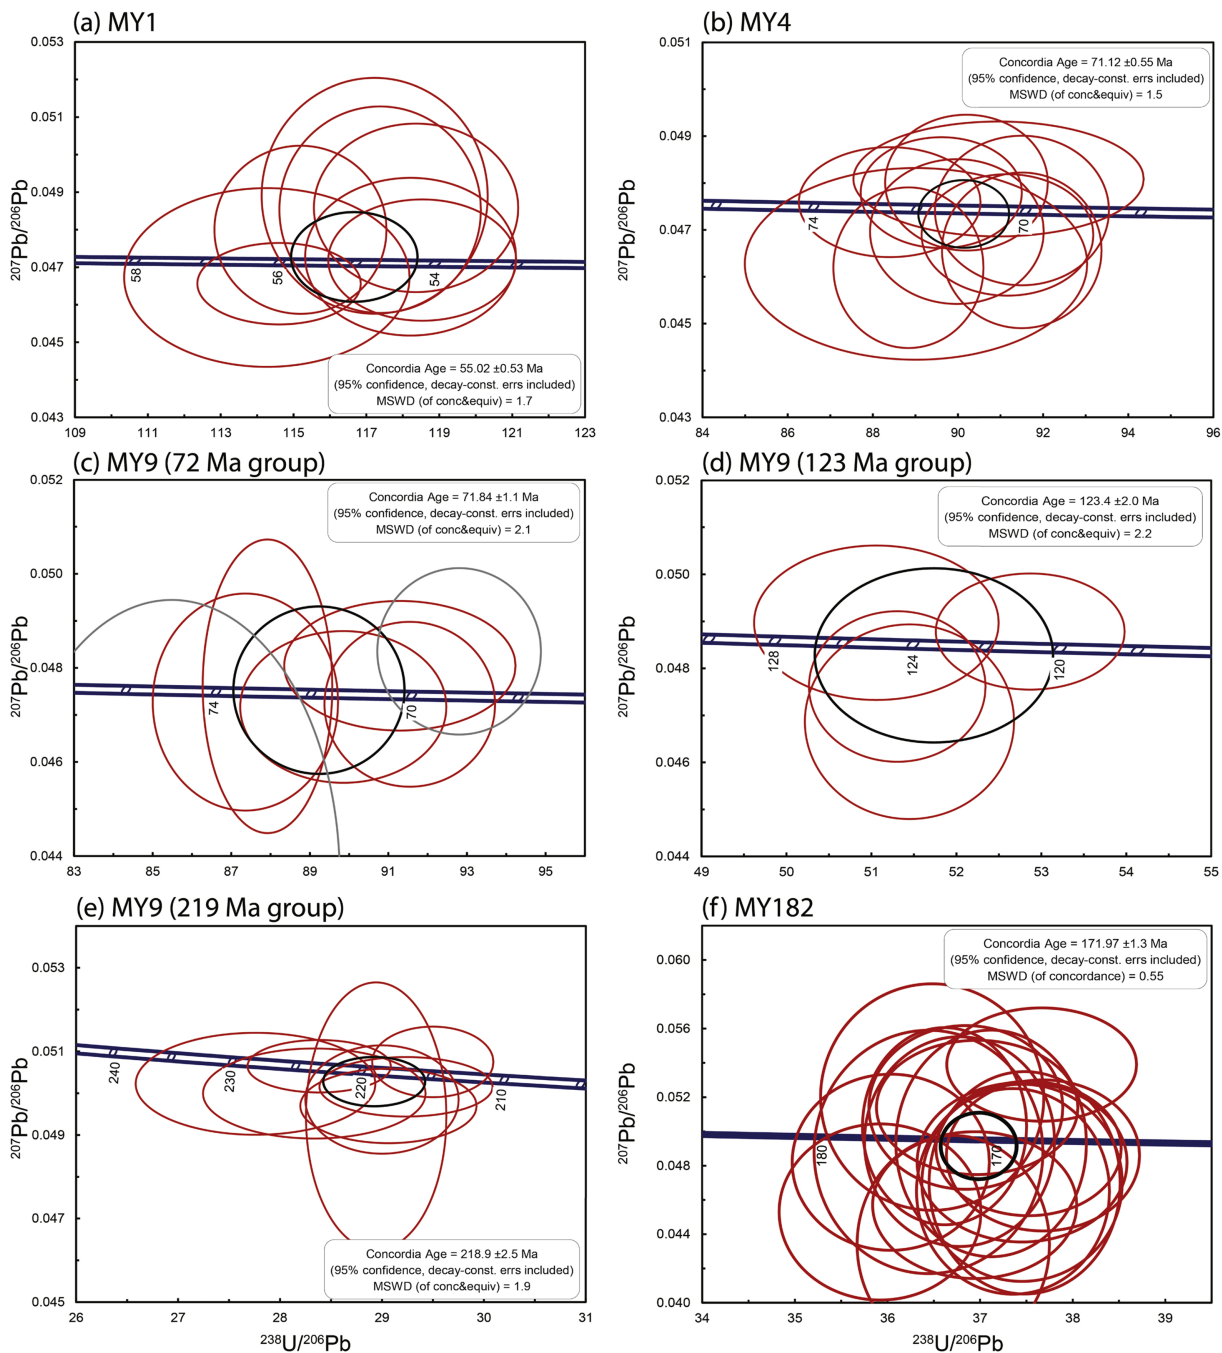 (a) MY1
0.053
0.051
0.049
0.047
0.045
0.043
207Pb/206Pb
58
56
54
Concordia Age = 55.02 ±0.53 Ma
(95% confidence, decay-const. errs included)
MSWD (of conc&equiv) = 1.7
109 111 113 115 117 119 121 123
(b) MY4
0.051
0.049
0.047
0.045
0.043
207Pb/206Pb
Concordia Age = 71.12 ±0.55 Ma
(95% confidence, decay-const. errs included)
MSWD (of conc&equiv) = 1.5
74
70
84 86 88 90 92 94 96
(c) MY9 (72 Ma group)
0.052
0.050
0.048
0.046
0.044
207Pb/206Pb
Concordia Age = 71.84 ±1.1 Ma
(95% confidence, decay-const. errs included)
MSWD (of conc&equiv) = 2.1
74
70
83 85 87 89 91 93 95
(d) MY9 (123 Ma group)
0.052
0.050
0.048
0.046
0.044
207Pb/206Pb
Concordia Age = 123.4 ±2.0 Ma
(95% confidence, decay-const. errs included)
MSWD (of conc&equiv) = 2.2
128
124
120
49 50 51 52 53 54 55
(e) MY9 (219 Ma group)
0.053
0.051
0.049
0.047
0.045
207Pb/206Pb
240
230
220
210
Concordia Age = 218.9 ±2.5 Ma
(95% confidence, decay-const. errs included)
MSWD (of conc&equiv) = 1.9
26 27 28 29 30 31
238U/206Pb
(f) MY182
0.060
0.056
0.052
0.048
0.044
0.040
207Pb/206Pb
Concordia Age = 171.97 ±1.3 Ma
(95% confidence, decay-const. errs included)
MSWD (of concordance) = 0.55
180
170
34 35 36 37 38 39
238U/206Pb